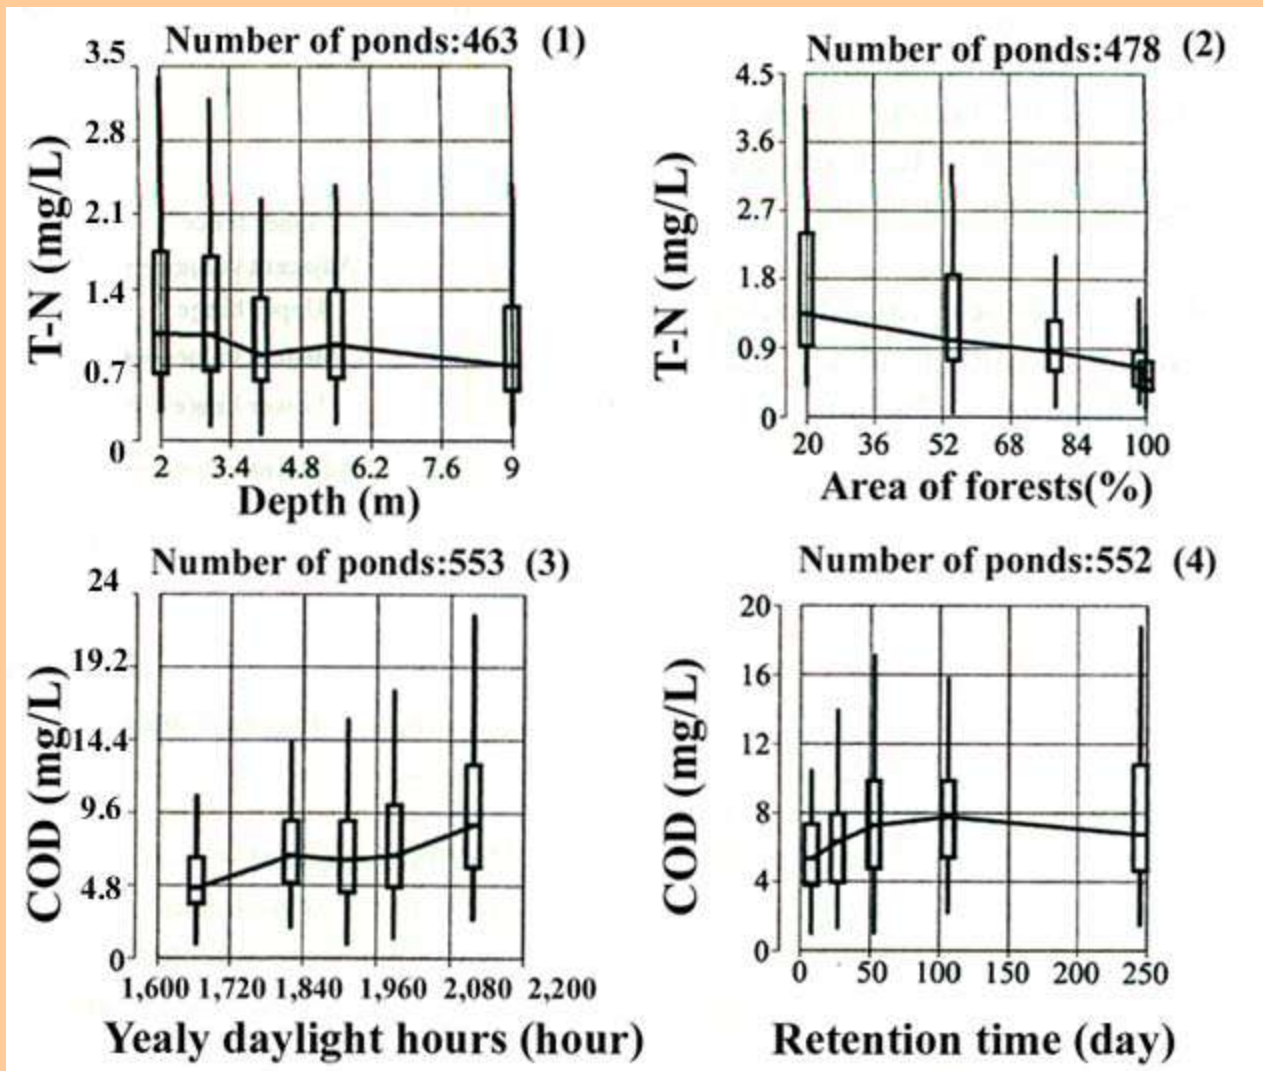 Number of ponds:463 (1)
3.5
2.8
2.1
1.4
0.7
0
T-N (mg/L)
2 3.4 4.8 6.2 7.6 9
Depth (m)
Number of ponds:478 (2)
4.5
3.6
2.7
1.8
0.9
0
T-N (mg/L)
20 36 52 68 84 100
Area of forests(%)
Number of ponds:553 (3)
24
19.2
14.4
9.6
4.8
0
COD (mg/L)
1,600 1,720 1,840 1,960 2,080 2,200
Yealy daylight hours (hour)
Number of ponds:552 (4)
20
16
12
8
4
0
COD (mg/L)
0 50 100 150 200 250
Retention time (day)